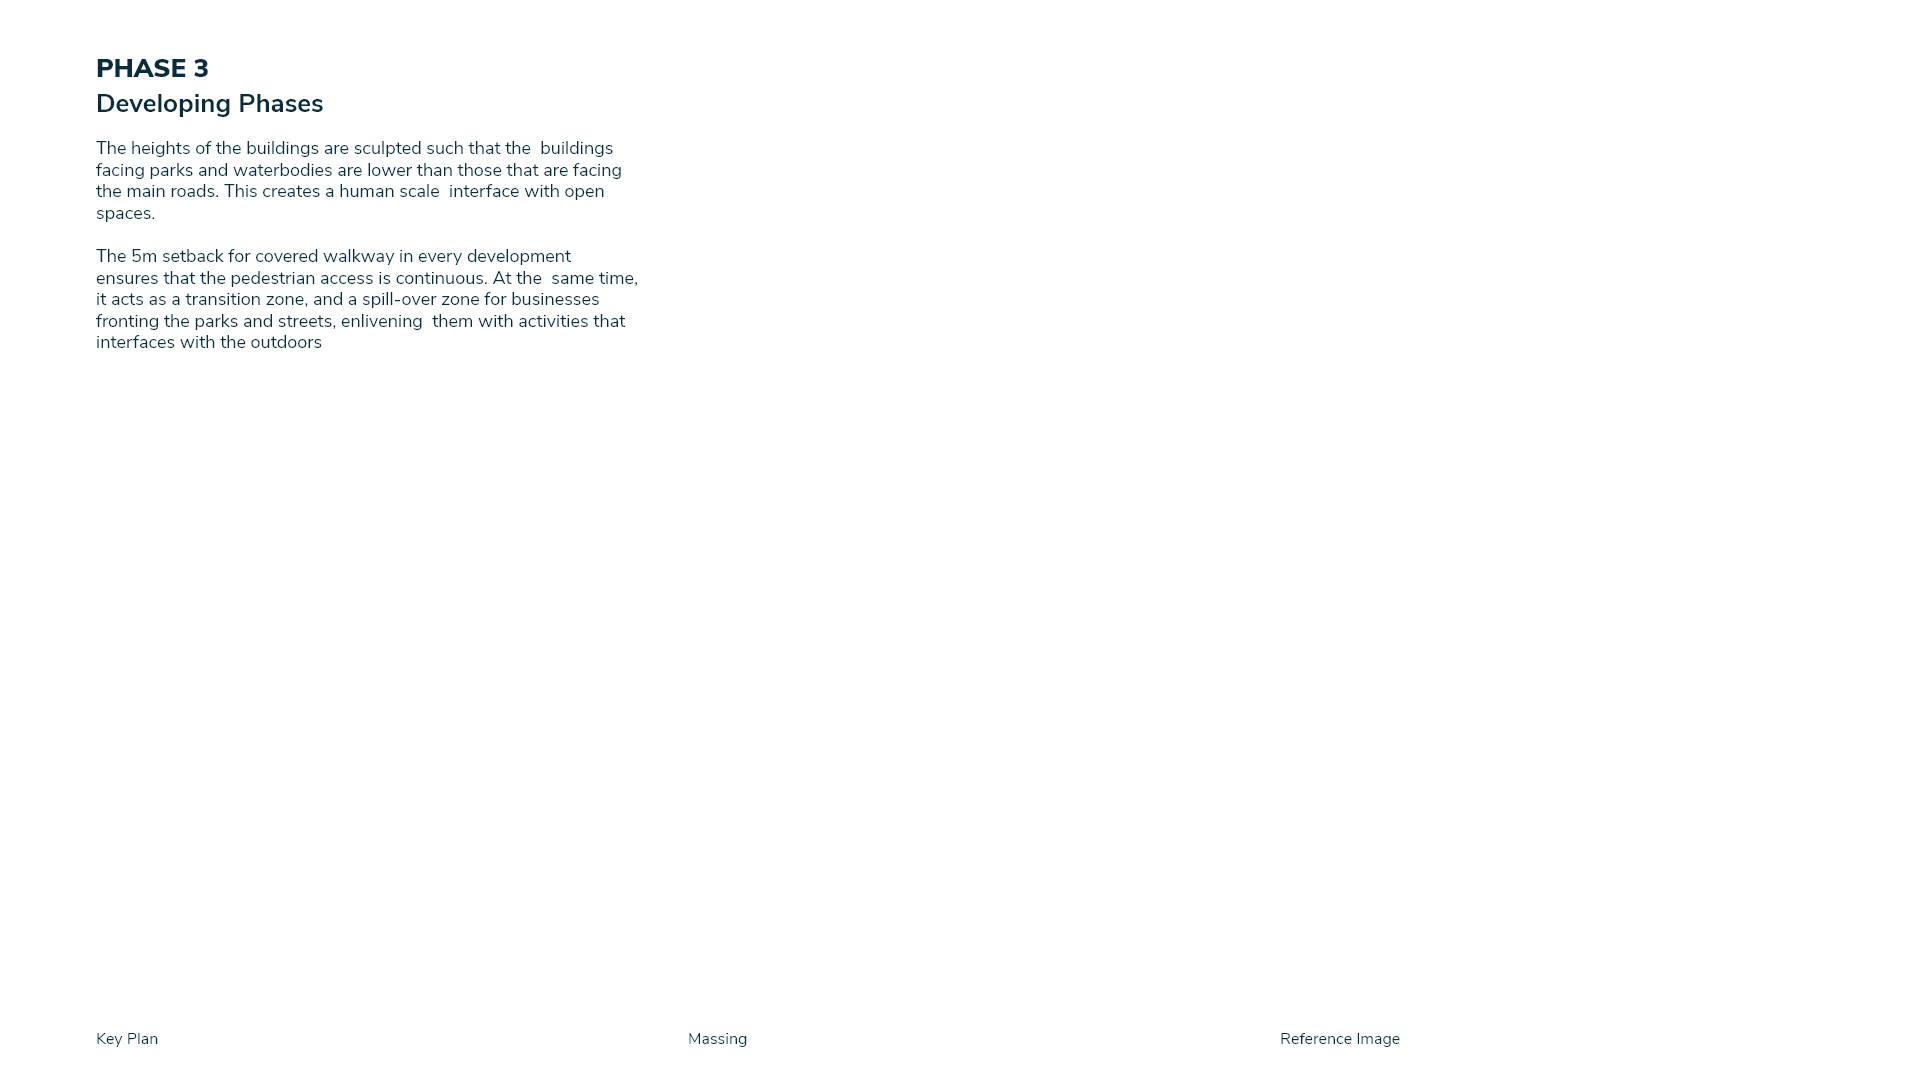 PHASE 3
Developing Phases
The heights of the buildings are sculpted such that the  buildings
facing parks and waterbodies are lower than those that are facing
the main roads. This creates a human scale  interface with open
spaces.
The 5m setback for covered walkway in every development
ensures that the pedestrian access is continuous. At the  same time,
it acts as a transition zone, and a spill-over zone for businesses
fronting the parks and streets, enlivening  them with activities that
interfaces with the outdoors
Key Plan
Massing
Reference Image